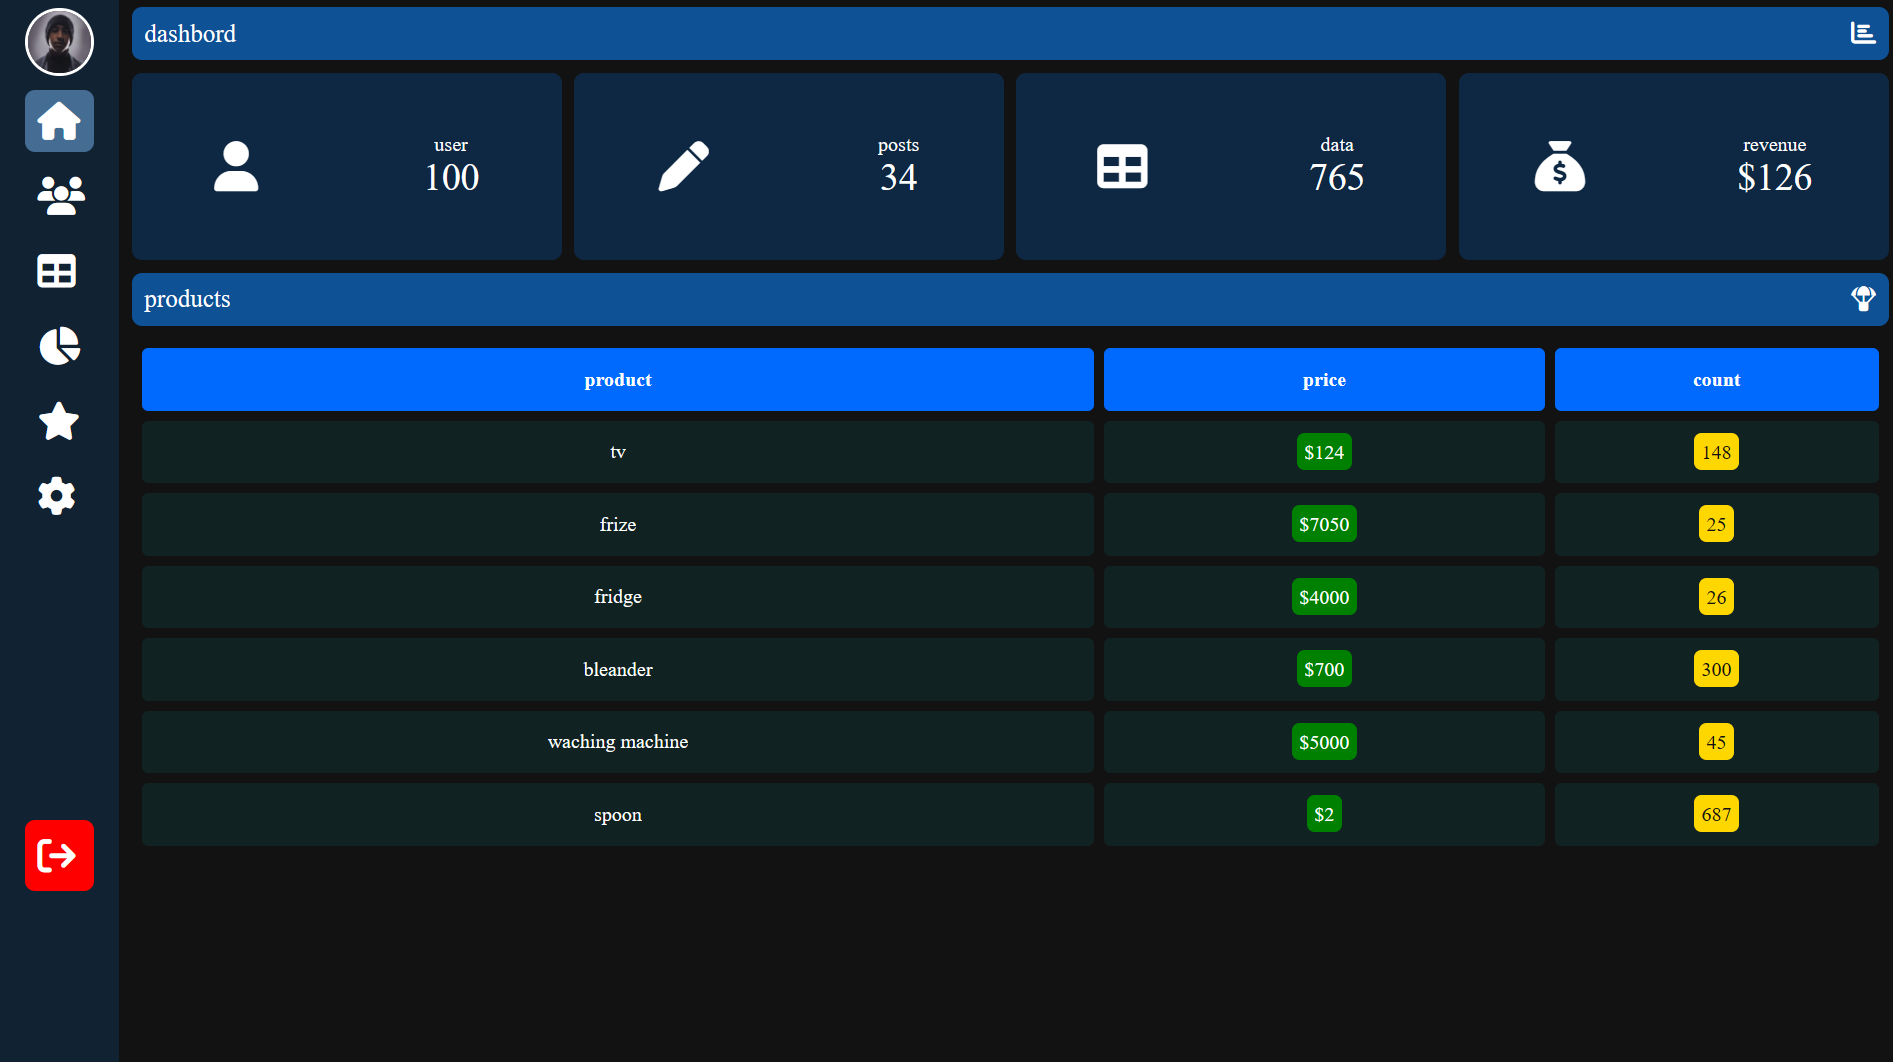 dashbord
user
100
posts
34
data
765
revenue
$126
products
product price count
tv $124 148
frize $7050 25
fridge $4000 26
bleander $700 300
waching machine $5000 45
spoon $2 687